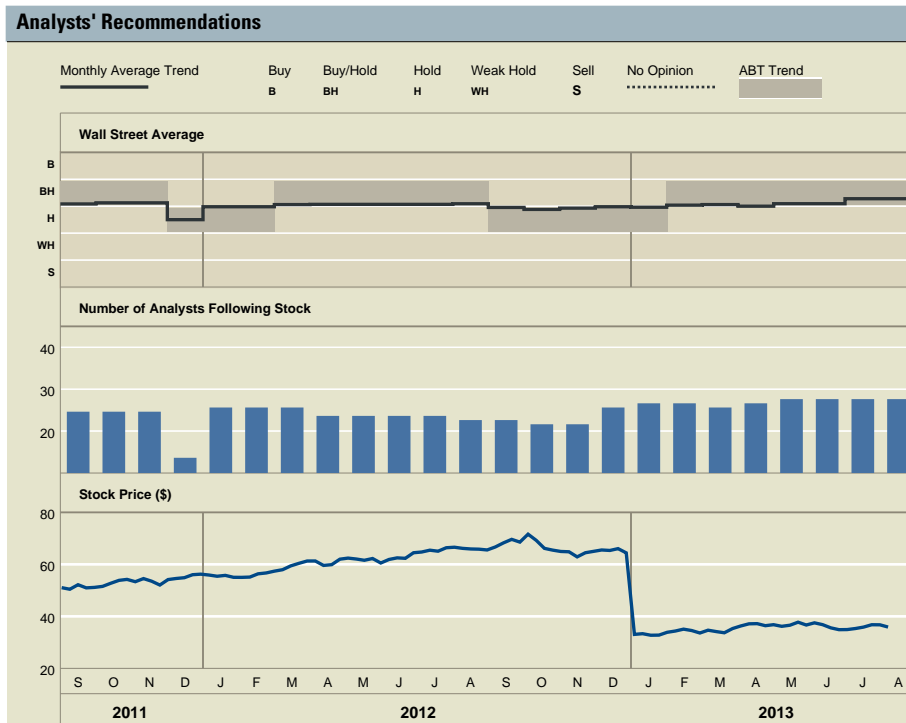 Analysts' Recommendations
Monthly Average Trend Buy Buy/Hold Hold Weak Hold Sell No Opinion ABT Trend
B BH H WH S
Wall Street Average
B
BH
H
WH
S
Number of Analysts Following Stock
40
30
20
Stock Price ($)
80
60
40
20
S O N D J F M A M J J A S O N D J F M A M J J A
2011 2012 2013